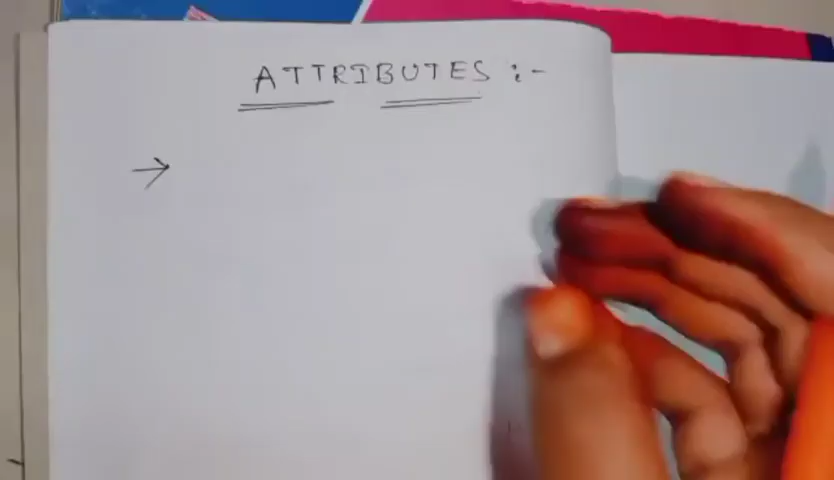 ATTRIBUTES :-
→